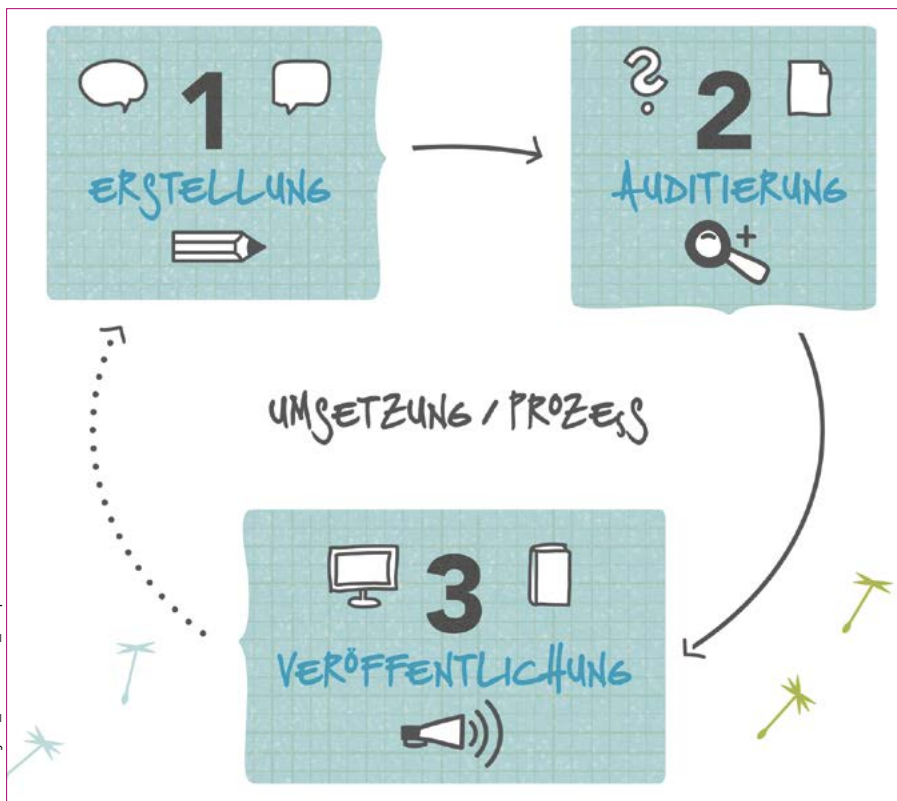 1
ERSTELLUNG
2
AUDITIERUNG
UMSETZUNG / PROZESS
3
VERÖFFENTLICHUNG